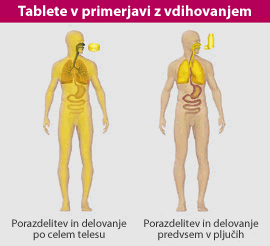 Tablete v primerjavi z vdihovanjem
Porazdelitev in delovanje
po celem telesu
Porazdelitev in delovanje
predvsem v pljučih